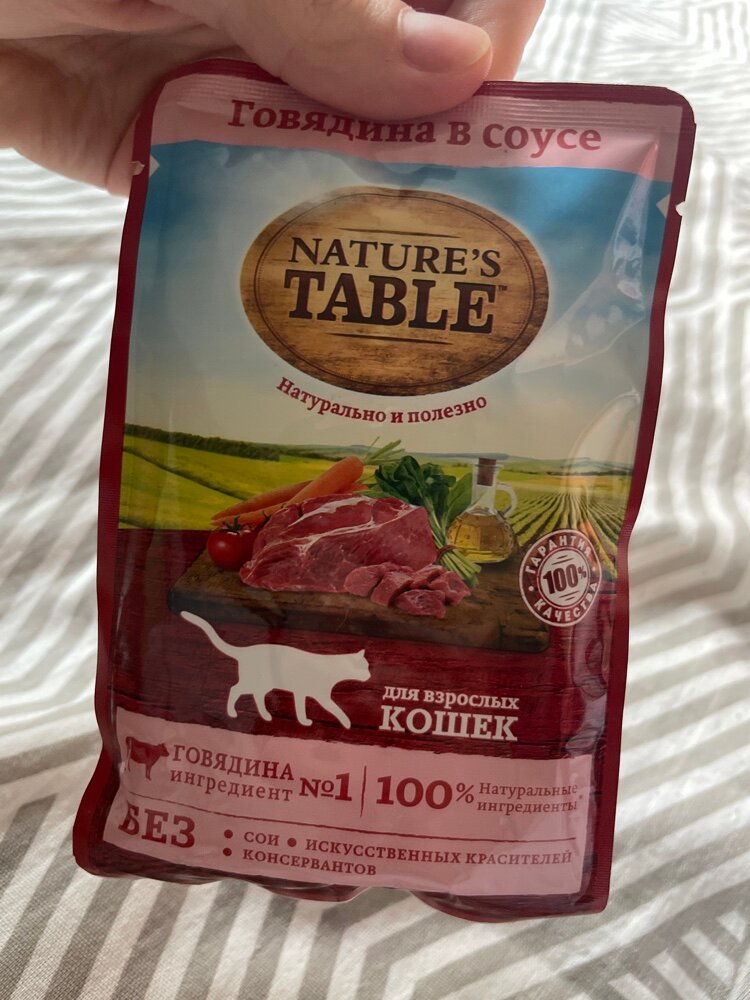 Говядина в соусе
NATURE'S
TABLE™
Натурально и полезно
ГАРАНТИЯ
100%
КАЧЕСТВА
для взрослых
КОШЕК
ГОВЯДИНА
ингредиент №1
100% Натуральные
ингредиенты*
БЕЗ
• СОИ • ИСКУССТВЕННЫХ КРАСИТЕЛЕЙ
• КОНСЕРВАНТОВ